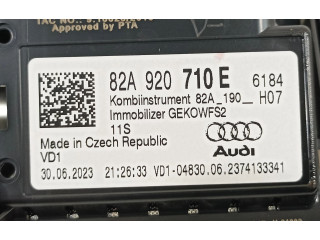 Approved by PTA
82A 920 710 E 6184
Kombiinstrument 82A_190__ H07
Immobilizer GEKOWFS2
11S
Made in Czech Republic
VD1
Audi
30.06.2023 21:26:33 VD1-04830.06.2374133341